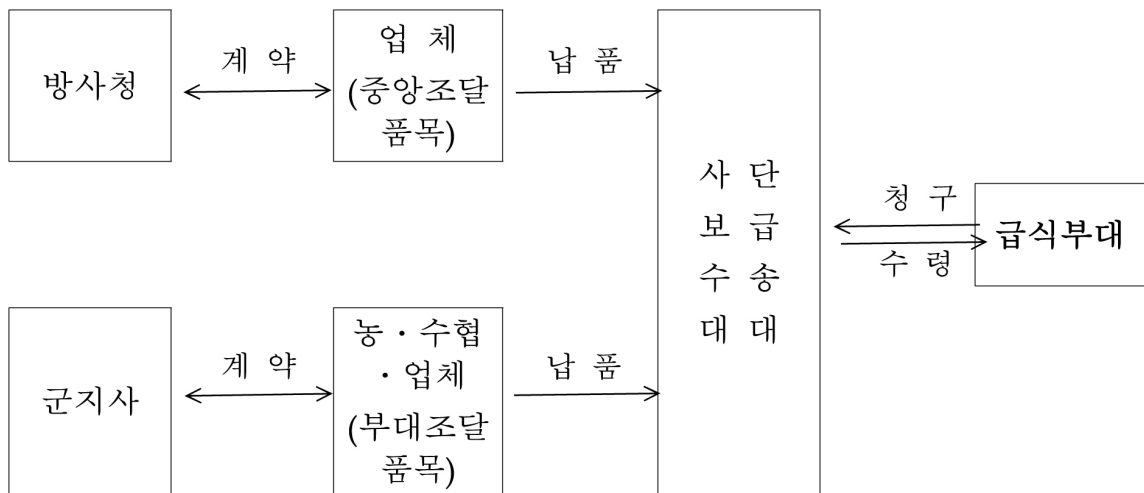 방사청
계 약
업 체
(중앙조달
품목)
납 품
군지사
계 약
농·수협
·업체
(부대조달
품목)
납 품
사 단
보 급
수 송
대 대
청 구
수 령
급식부대